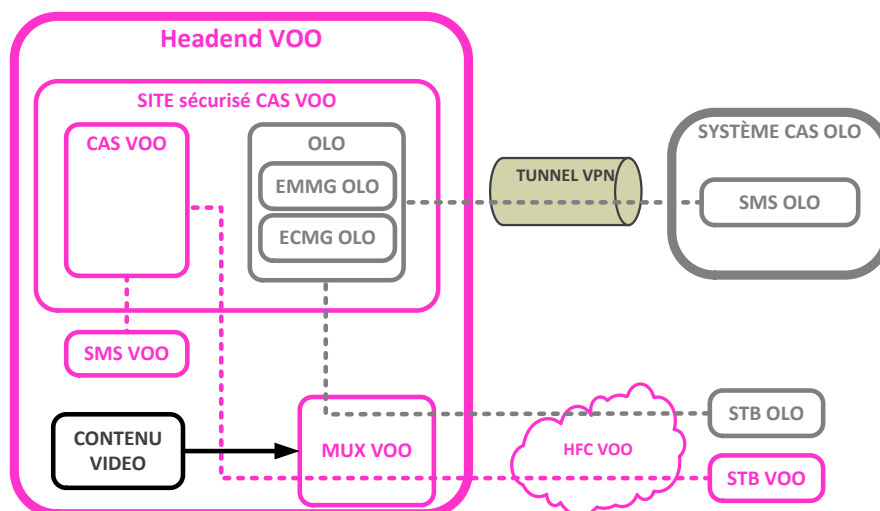 Headend VOO
SITE sécurisé CAS VOO
CAS VOO
OLO
EMMG OLO
ECMG OLO
TUNNEL VPN
SYSTÈME CAS OLO
SMS OLO
SMS VOO
CONTENU
VIDEO
MUX VOO
HFC VOO
STB OLO
STB VOO